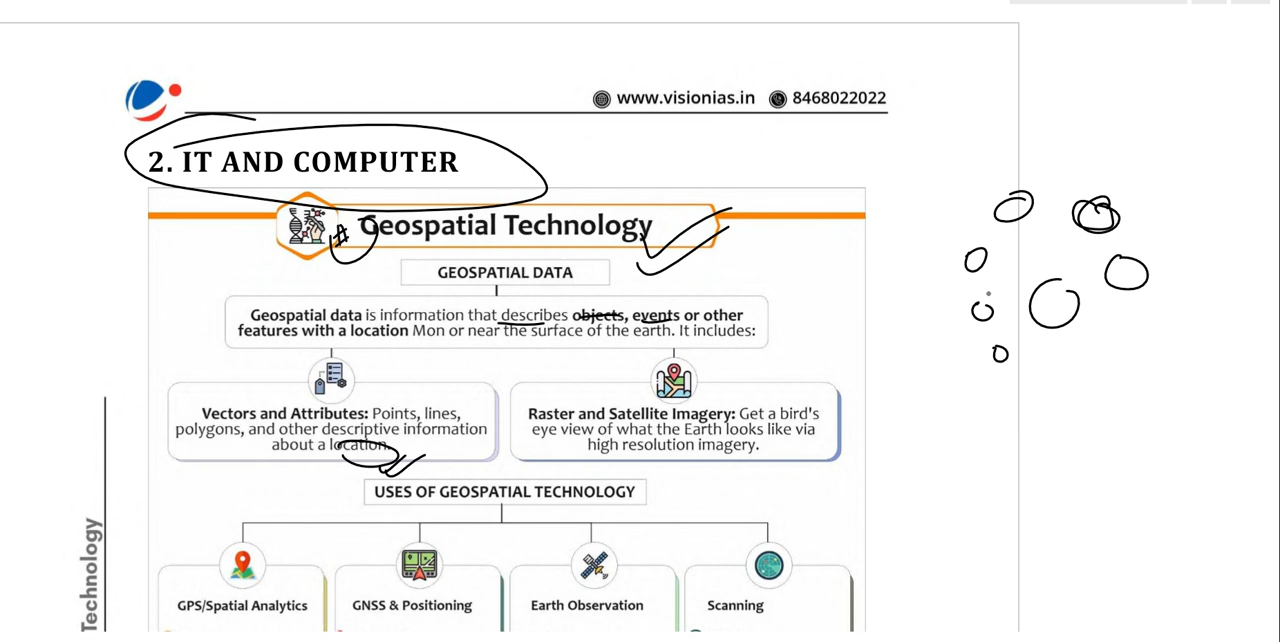 www.visionias.in 8468022022
2. IT AND COMPUTER
# Geospatial Technology
GEOSPATIAL DATA
Geospatial data is information that describes objects, events or other
features with a location Mon or near the surface of the earth. It includes:
Vectors and Attributes: Points, lines,
polygons, and other descriptive information
about a location.
Raster and Satellite Imagery: Get a bird's
eye view of what the Earth looks like via
high resolution imagery.
USES OF GEOSPATIAL TECHNOLOGY
GPS/Spatial Analytics
GNSS & Positioning
Earth Observation
Scanning
Technology